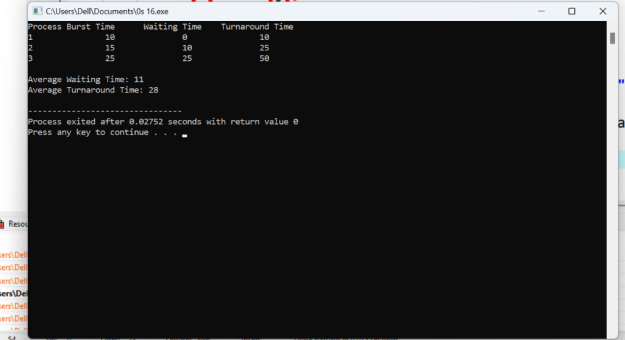 C:\Users\Dell\Documents\0s 16.exe
Process Burst Time Waiting Time Turnaround Time
1 10 0 10
2 15 10 25
3 25 25 50
Average Waiting Time: 11
Average Turnaround Time: 28
--------------------------------
Process exited after 0.02752 seconds with return value 0
Press any key to continue . . .
Resou
sers\Dell
sers\Dell
sers\Dell
sers\Del
sers\Dell
sers\Dell